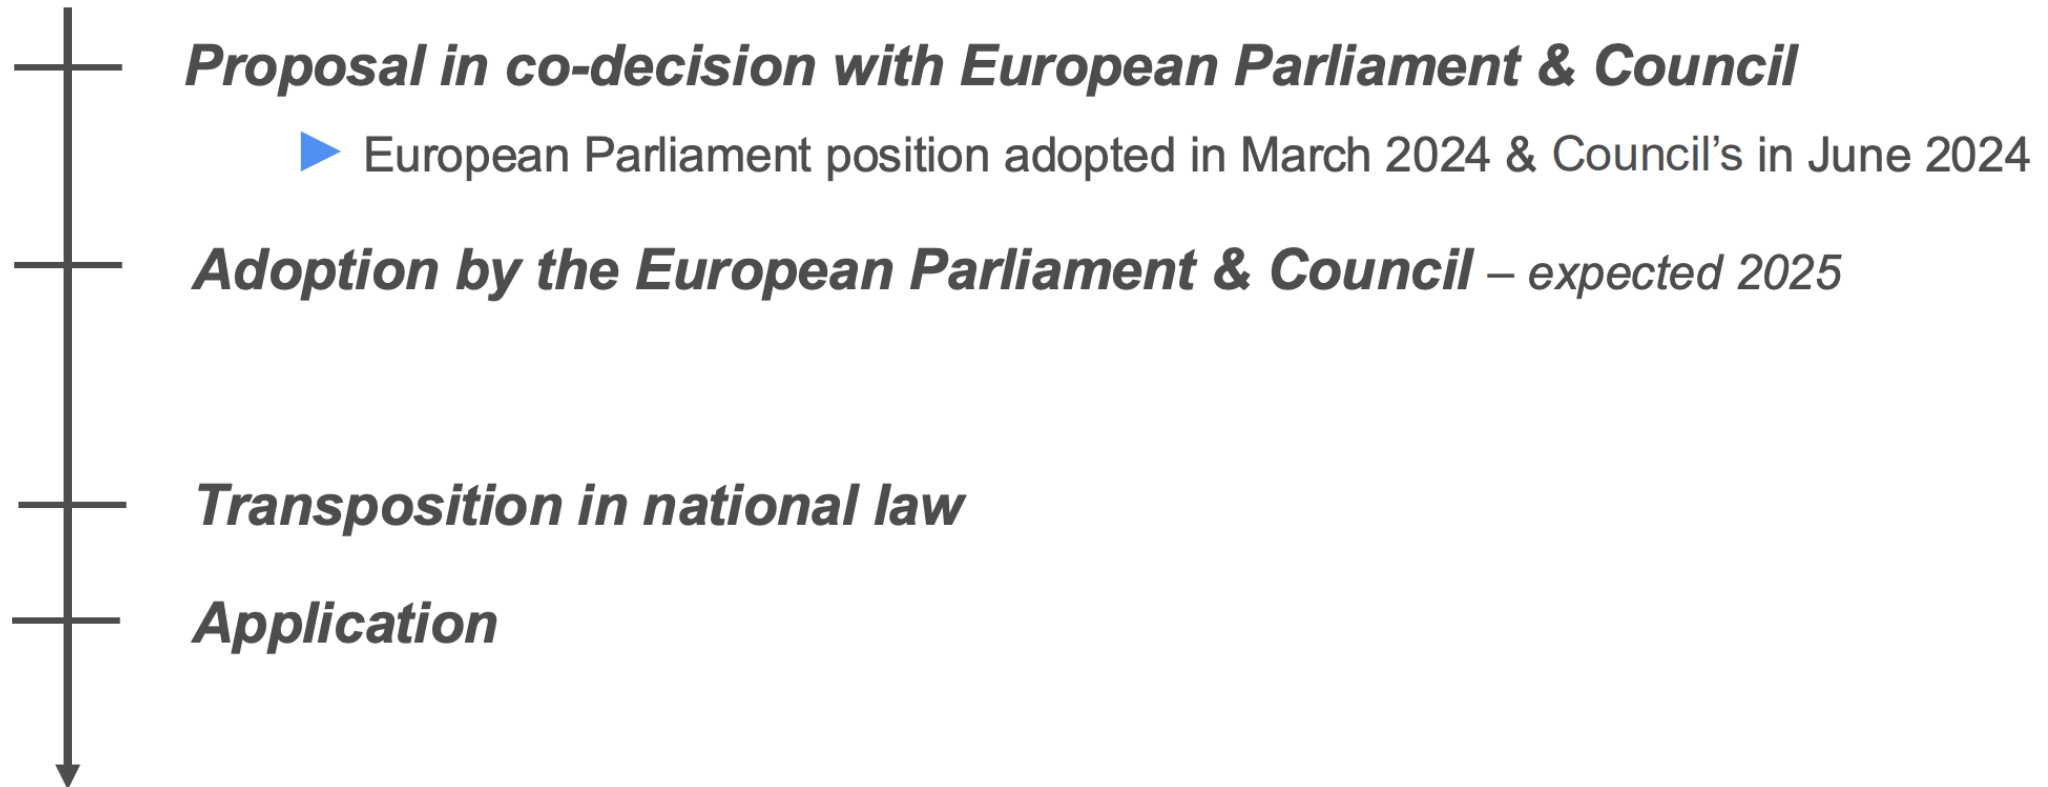 Proposal in co-decision with European Parliament & Council
European Parliament position adopted in March 2024 & Council’s in June 2024
Adoption by the European Parliament & Council – expected 2025
Transposition in national law
Application